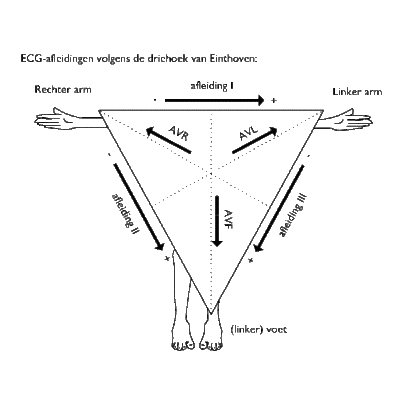 ECG-afleidingen volgens de driehoek van Einthoven:
Rechter arm
afleiding I
Linker arm
- +
AVR
AVL
-
-
afleiding II
AVF
afleiding III
+
+
(linker) voet